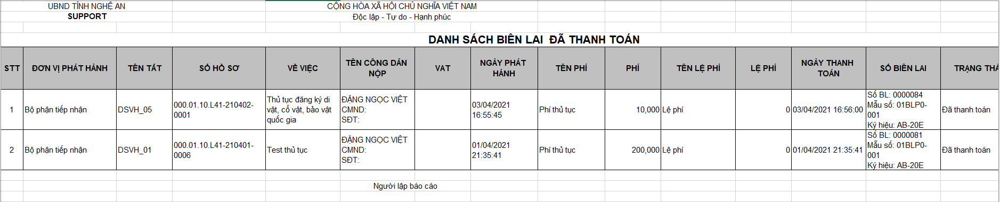 UBND TỈNH NGHỆ AN
CỘNG HÒA XÃ HỘI CHỦ NGHĨA VIỆT NAM
SUPPORT
Độc lập - Tự do - Hạnh phúc
DANH SÁCH BIÊN LAI ĐÃ THANH TOÁN
STT
ĐƠN VỊ PHÁT HÀNH
TÊN TẮT
SỐ HỒ SƠ
VỀ VIỆC
TÊN CÔNG DÂN
NỘP
VAT
NGÀY PHÁT
HÀNH
TÊN PHÍ
PHÍ
TÊN LỆ PHÍ
LỆ PHÍ
NGÀY THANH
TOÁN
SỐ BIÊN LAI
TRẠNG THÁ
1
Bộ phận tiếp nhận
DSVH_05
000.01.10.L41-210402-
0001
Thủ tục đăng ký di
vật, cổ vật, bảo vật
quốc gia
ĐẶNG NGỌC VIỆT
CMND:
SĐT:
03/04/2021
16:55:45
Phí thủ tục
10,000
Lệ phí
0
03/04/2021 16:56:00
Số BL: 0000084
Mẫu số: 01BLP0-
001
Ký hiệu: AB-20E
Đã thanh toán
2
Bộ phận tiếp nhận
DSVH_01
000.01.10.L41-210401-
0006
Test thủ tục
ĐẶNG NGỌC VIỆT
CMND:
SĐT:
01/04/2021
21:35:41
Phí thủ tục
200,000
Lệ phí
0
01/04/2021 21:35:41
Số BL: 0000081
Mẫu số: 01BLP0-
001
Ký hiệu: AB-20E
Đã thanh toán
Người lập báo cáo